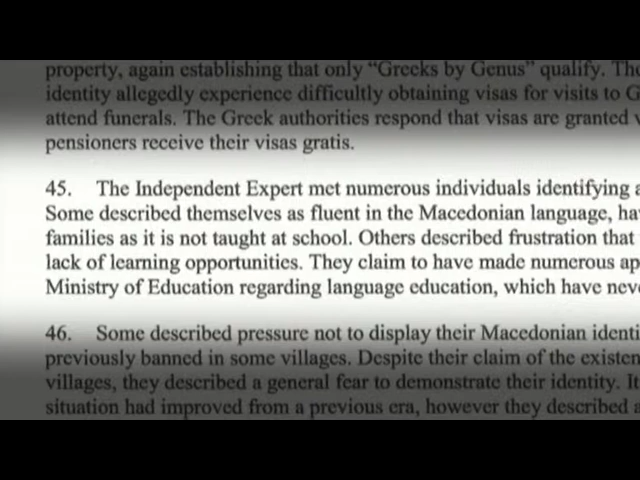 property, again establishing that only “Greeks by Genus” qualify. The
identity allegedly experience difficultly obtaining visas for visits to G
attend funerals. The Greek authorities respond that visas are granted
pensioners receive their visas gratis.
45. The Independent Expert met numerous individuals identifying a
Some described themselves as fluent in the Macedonian language, ha
families as it is not taught at school. Others described frustration that
lack of learning opportunities. They claim to have made numerous ap
Ministry of Education regarding language education, which have neve
46. Some described pressure not to display their Macedonian identi
previously banned in some villages. Despite their claim of the existen
villages, they described a general fear to demonstrate their identity. It
situation had improved from a previous era, however they described a